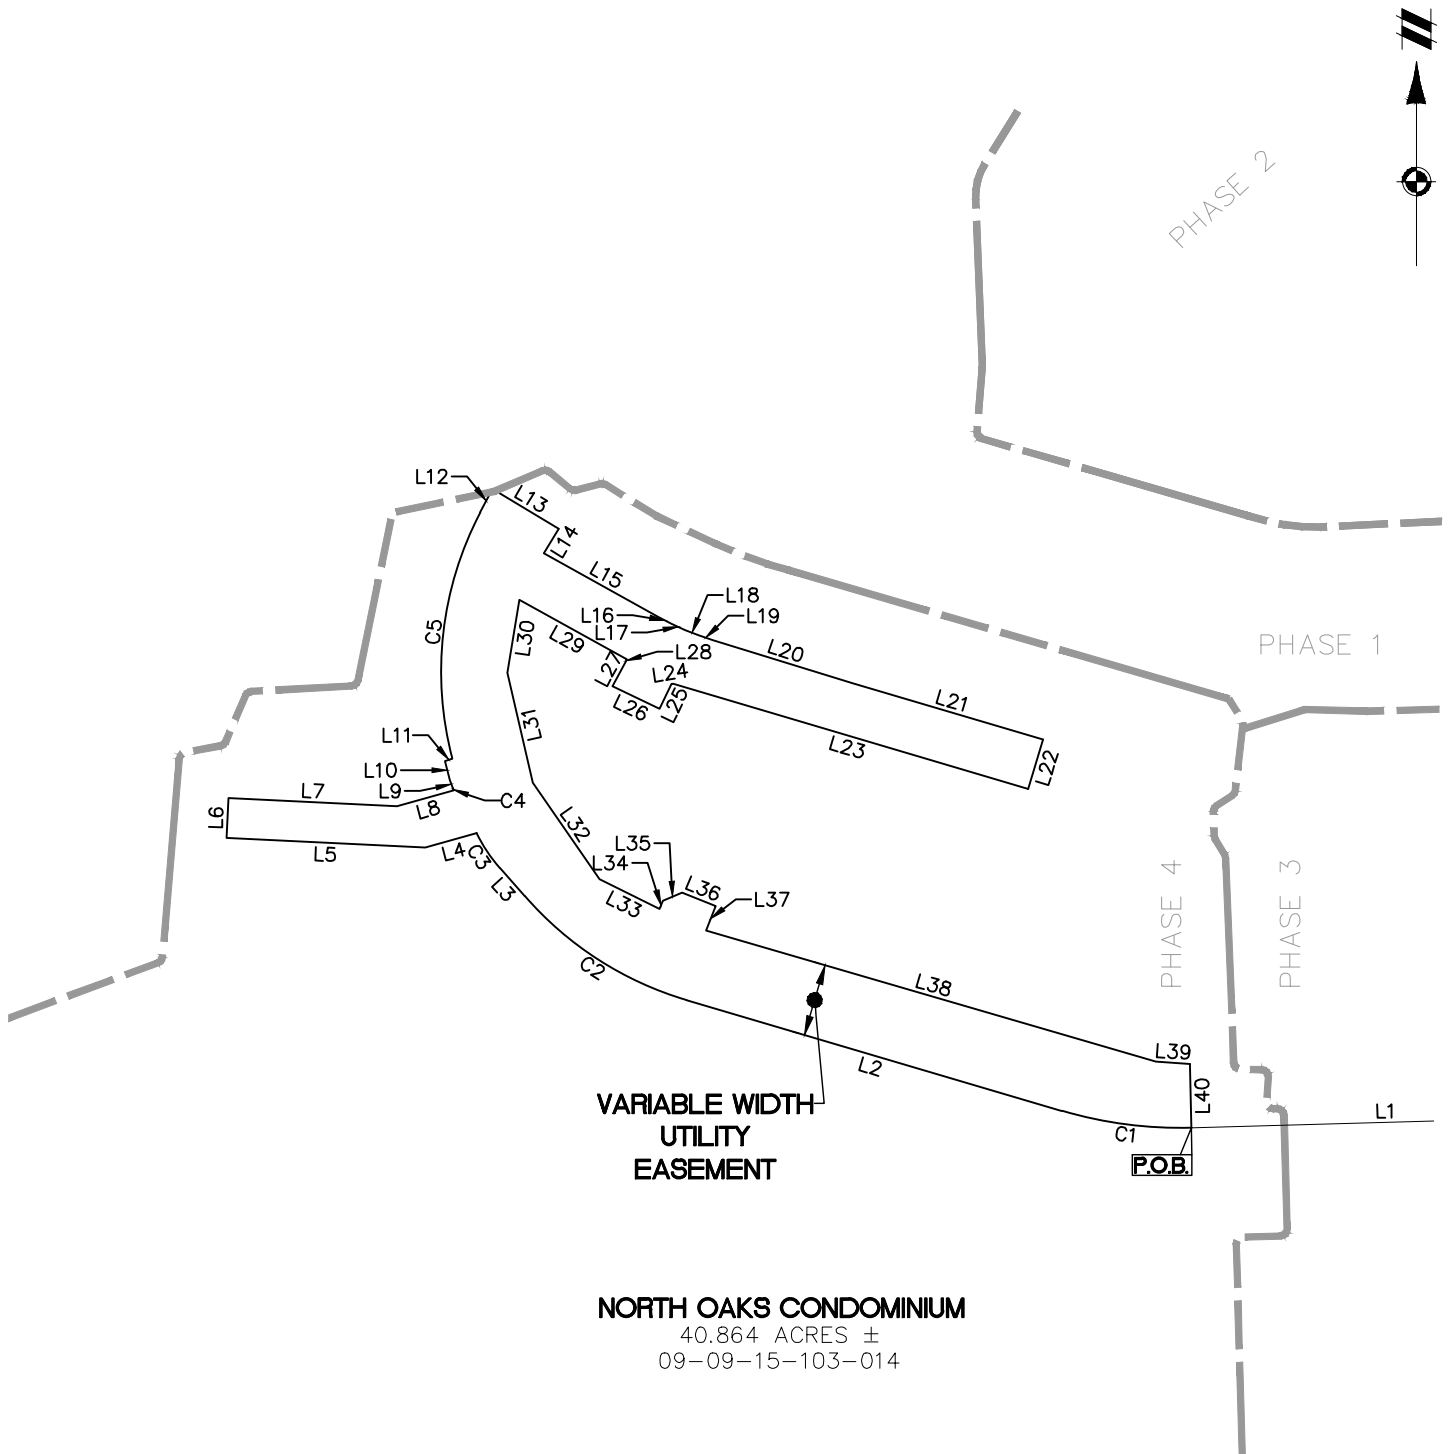 PHASE 2
L12
L13
L14
L15
L16
L17
L18
L19
L20
L21
L22
L23
L24
L25
L26
L27
L28
L29
L30
L31
C5
PHASE 1
L11
L10
L9
C4
L7
L8
L6
L5
L4
C3
L3
L32
L33
L34
L35
L36
L37
C2
L38
L2
L39
L40
C1
L1
P.O.B.
PHASE 4
PHASE 3
VARIABLE WIDTH
UTILITY
EASEMENT
NORTH OAKS CONDOMINIUM
40.864 ACRES ±
09-09-15-103-014